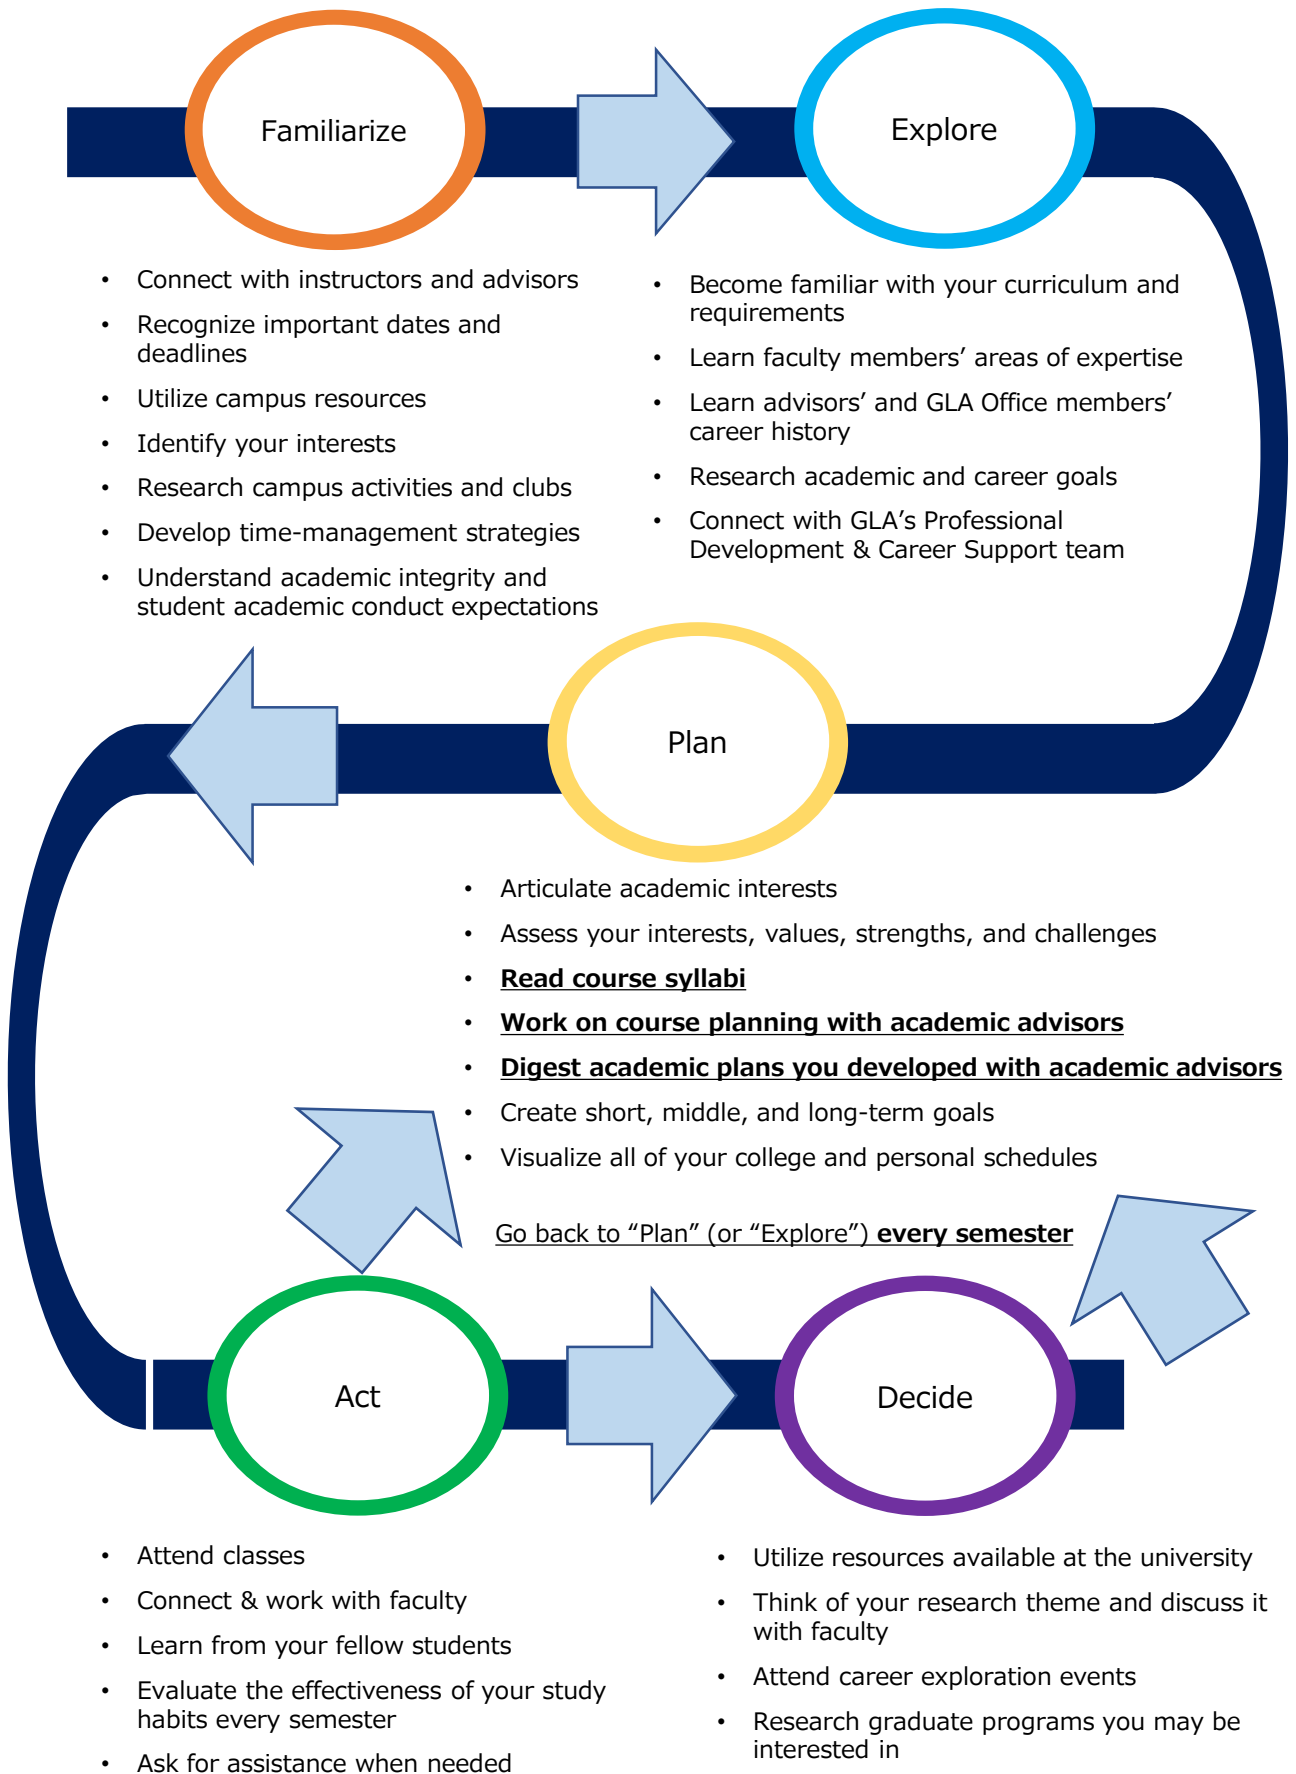 Familiarize
Explore
• Connect with instructors and advisors
• Recognize important dates and
deadlines
• Utilize campus resources
• Identify your interests
• Research campus activities and clubs
• Develop time-management strategies
• Understand academic integrity and
student academic conduct expectations
• Become familiar with your curriculum and
requirements
• Learn faculty members’ areas of expertise
• Learn advisors’ and GLA Office members’
career history
• Research academic and career goals
• Connect with GLA’s Professional
Development & Career Support team
Plan
• Articulate academic interests
• Assess your interests, values, strengths, and challenges
• Read course syllabi
• Work on course planning with academic advisors
• Digest academic plans you developed with academic advisors
• Create short, middle, and long-term goals
• Visualize all of your college and personal schedules
Go back to “Plan” (or “Explore”) every semester
Act
Decide
• Attend classes
• Connect & work with faculty
• Learn from your fellow students
• Evaluate the effectiveness of your study
habits every semester
• Ask for assistance when needed
• Utilize resources available at the university
• Think of your research theme and discuss it
with faculty
• Attend career exploration events
• Research graduate programs you may be
interested in